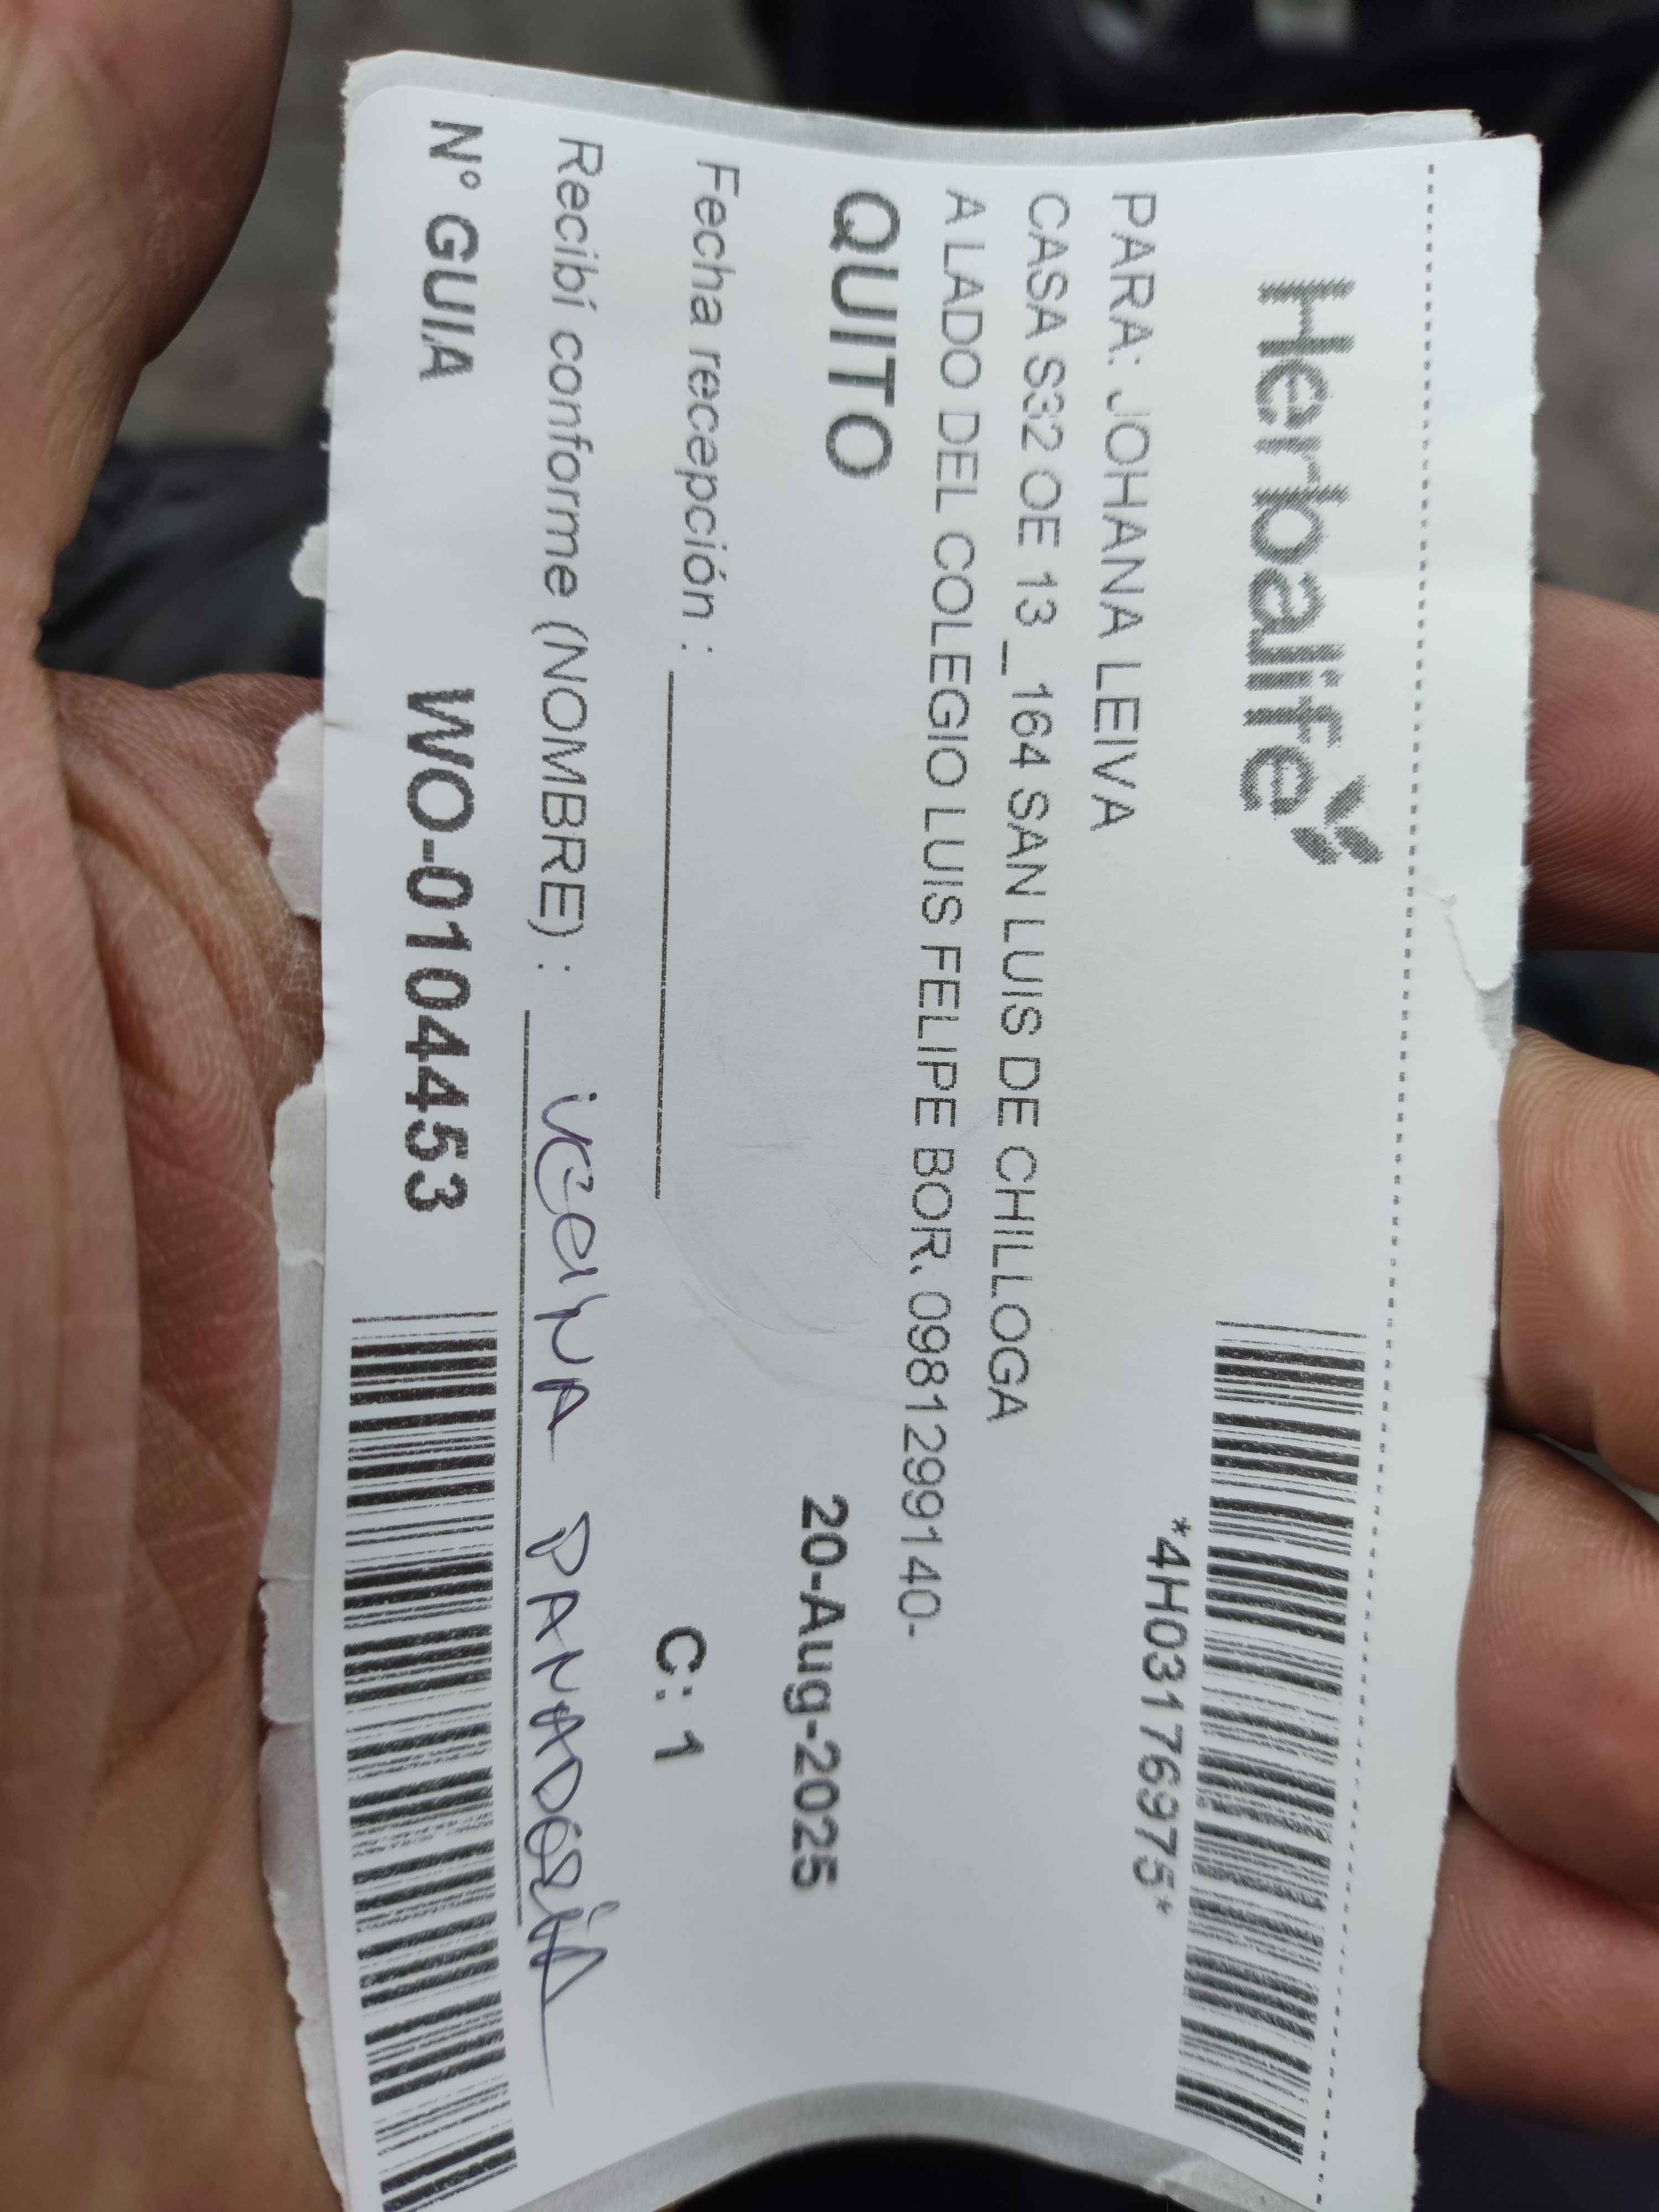 Herbalife
*4H03176975*
PARA: JOHANA LEIVA
CASA S32 OE 13_164 SAN LUIS DE CHILLOGA
A LADO DEL COLEGIO LUIS FELIPE BOR. 0981299140-
QUITO 20-Aug-2025
Fecha recepción : C: 1
Recibí conforme (NOMBRE) : PANADERÍA
N° GUIA WO-0104453